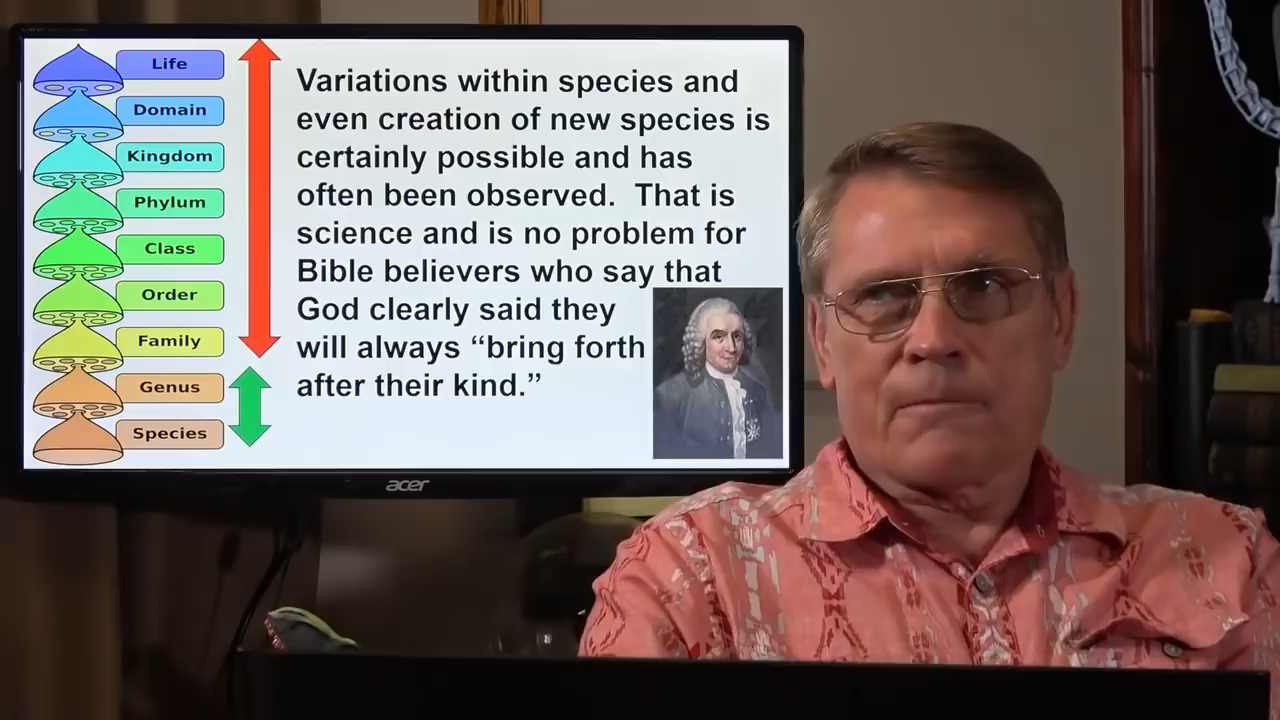 Life
Domain
Kingdom
Phylum
Class
Order
Family
Genus
Species
Variations within species and
even creation of new species is
certainly possible and has
often been observed.  That is
science and is no problem for
Bible believers who say that
God clearly said they
will always “bring forth
after their kind.”
acer